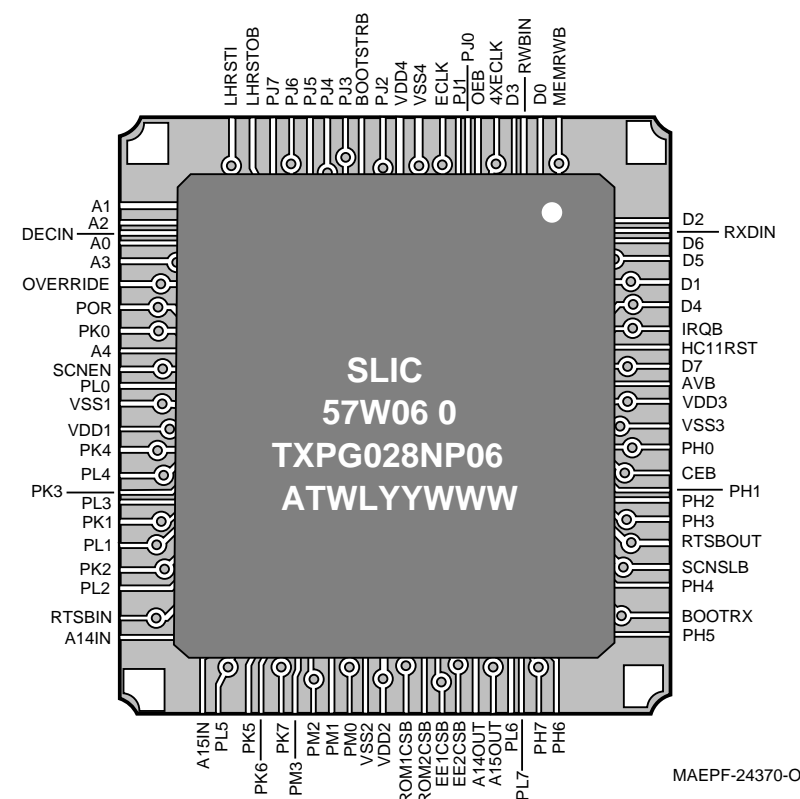 LHRSTI
LHRSTOB
PJ7
PJ6
PJ5
PJ4
PJ3
BOOTSTRB
PJ2
VDD4
VSS4
ECLK
PJ1
PJ0
OEB
4XECLK
D3
RWBIN
D0
MEMRWB
A1
A2
DECIN
A0
A3
OVERRIDE
POR
PK0
A4
SCNEN
PL0
VSS1
VDD1
PK4
PL4
PK3
PL3
PK1
PL1
PK2
PL2
RTSBIN
A14IN
SLIC
57W06 0
TXPG028NP06
ATWLYYWWW
D2
RXDIN
D6
D5
D1
D4
IRQB
HC11RST
D7
AVB
VDD3
VSS3
PH0
CEB
PH1
PH2
PH3
RTSBOUT
SCNSLB
PH4
BOOTRX
PH5
A15IN
PL5
PK5
PK6
PK7
PM3
PM2
PM1
PM0
VSS2
VDD2
ROM1CSB
ROM2CSB
EE1CSB
EE2CSB
A14OUT
A15OUT
PL6
PL7
PH7
PH6
MAEPF-24370-O